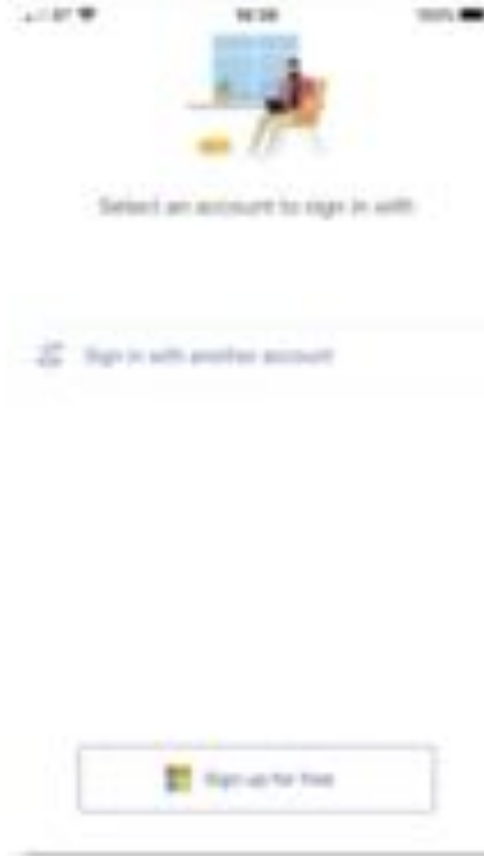 Select an account to sign in with
Sign in with another account
Sign up for free